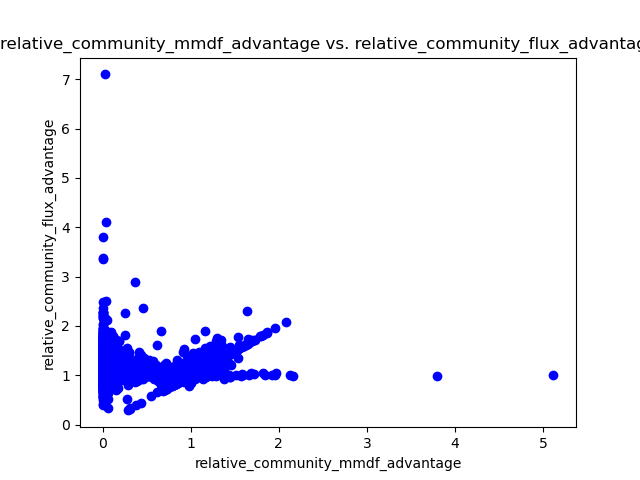 relative_community_mmdf_advantage vs. relative_community_flux_advantag
7
6
5
4
3
2
1
0
relative_community_flux_advantage
0 1 2 3 4 5
relative_community_mmdf_advantage